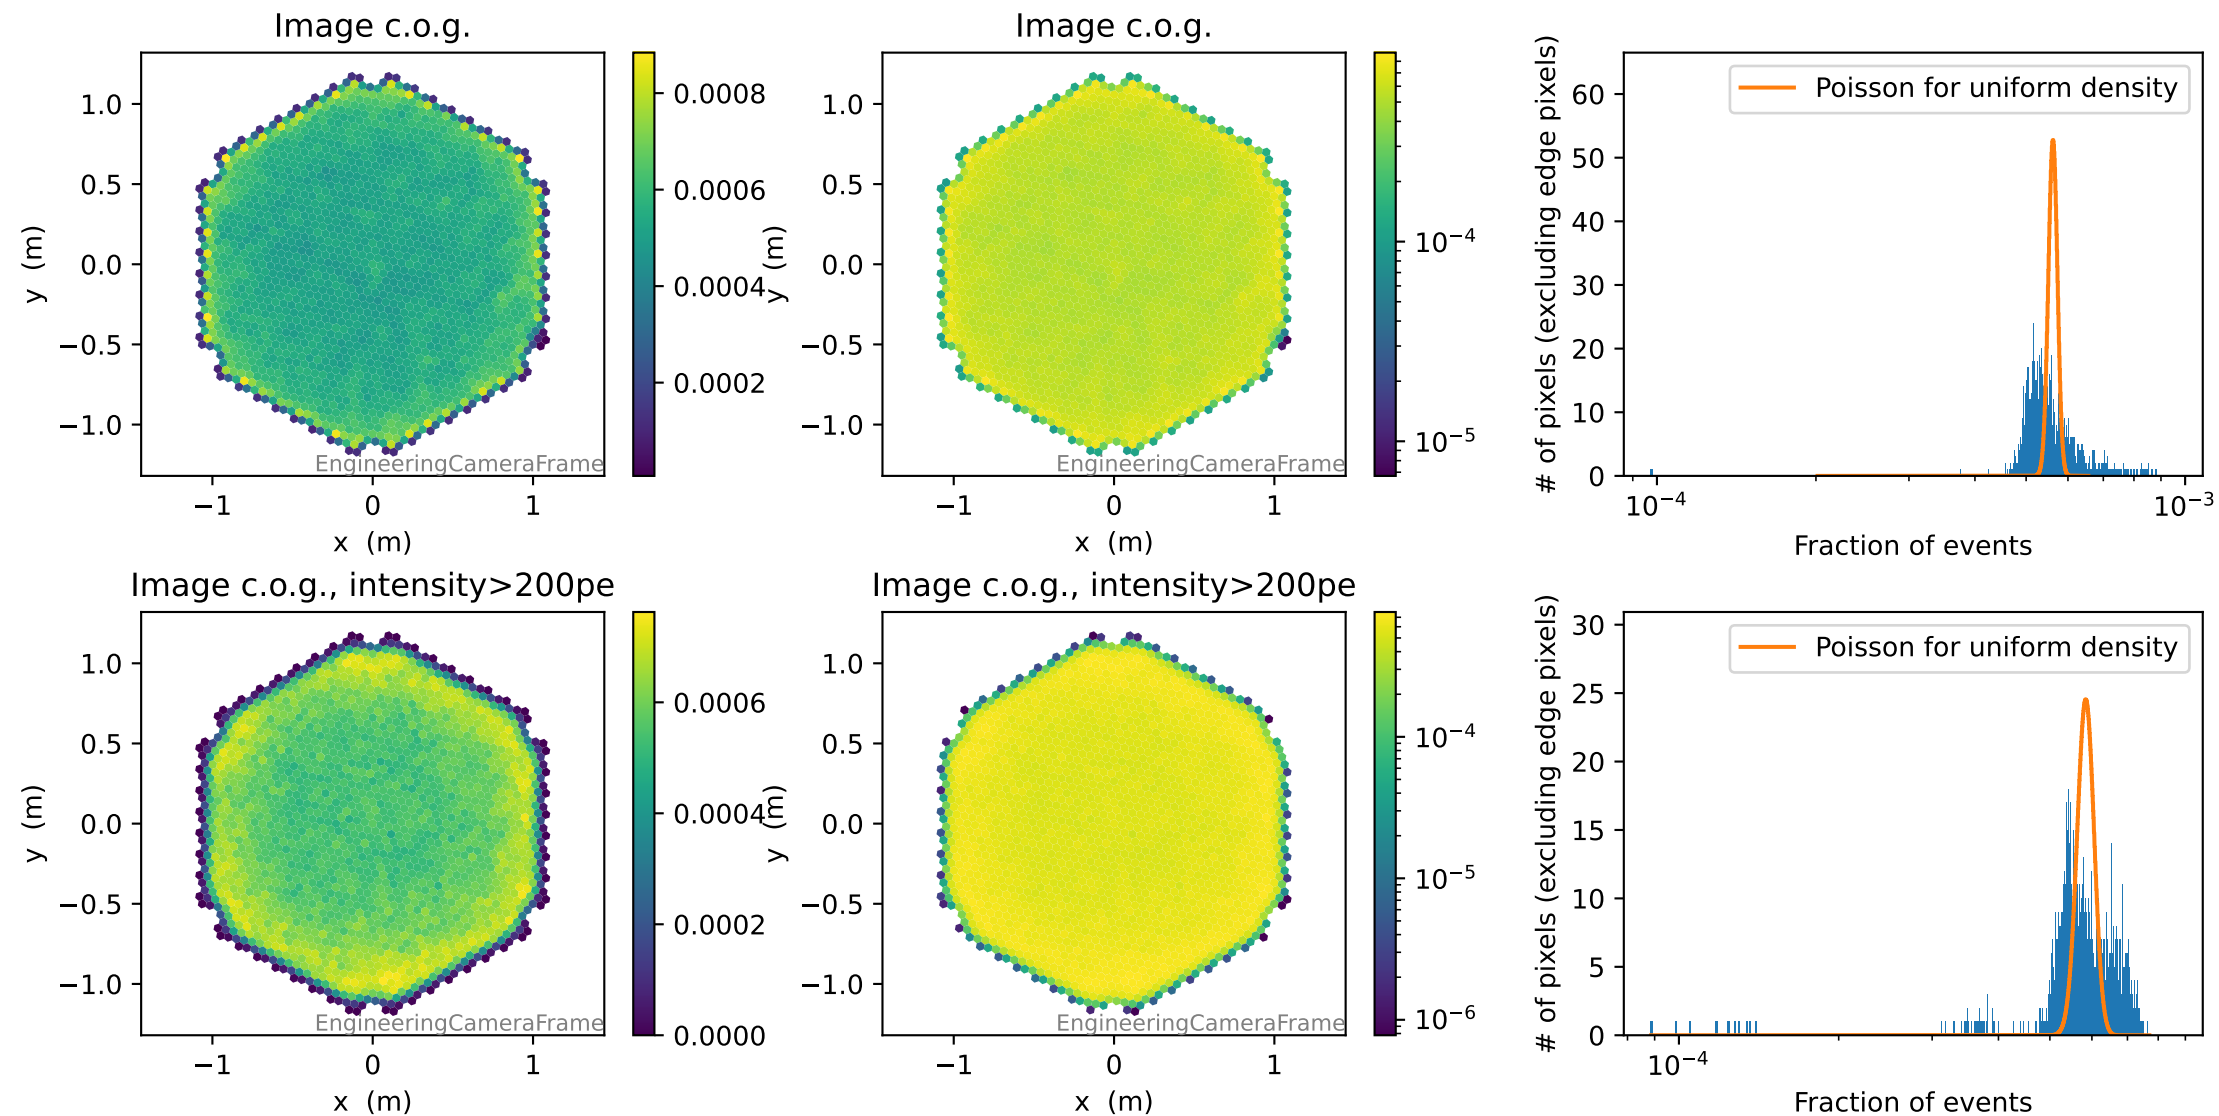 Image c.o.g.
1.0
0.5
0.0
−0.5
−1.0
y (m)
−1
0
1
x (m)
EngineeringCameraFrame
0.0008
0.0006
0.0004
0.0002
Image c.o.g.
1.0
0.5
0.0
−0.5
−1.0
y (m)
−1
0
1
x (m)
EngineeringCameraFrame
10⁻⁴
10⁻⁵
Poisson for uniform density
# of pixels (excluding edge pixels)
60
50
40
30
20
10
0
10⁻⁴
10⁻³
Fraction of events
Image c.o.g., intensity>200pe
1.0
0.5
0.0
−0.5
−1.0
y (m)
−1
0
1
x (m)
EngineeringCameraFrame
0.0006
0.0004
0.0002
0.0000
Image c.o.g., intensity>200pe
1.0
0.5
0.0
−0.5
−1.0
y (m)
−1
0
1
x (m)
EngineeringCameraFrame
10⁻⁴
10⁻⁵
10⁻⁶
Poisson for uniform density
# of pixels (excluding edge pixels)
30
25
20
15
10
5
0
10⁻⁴
Fraction of events